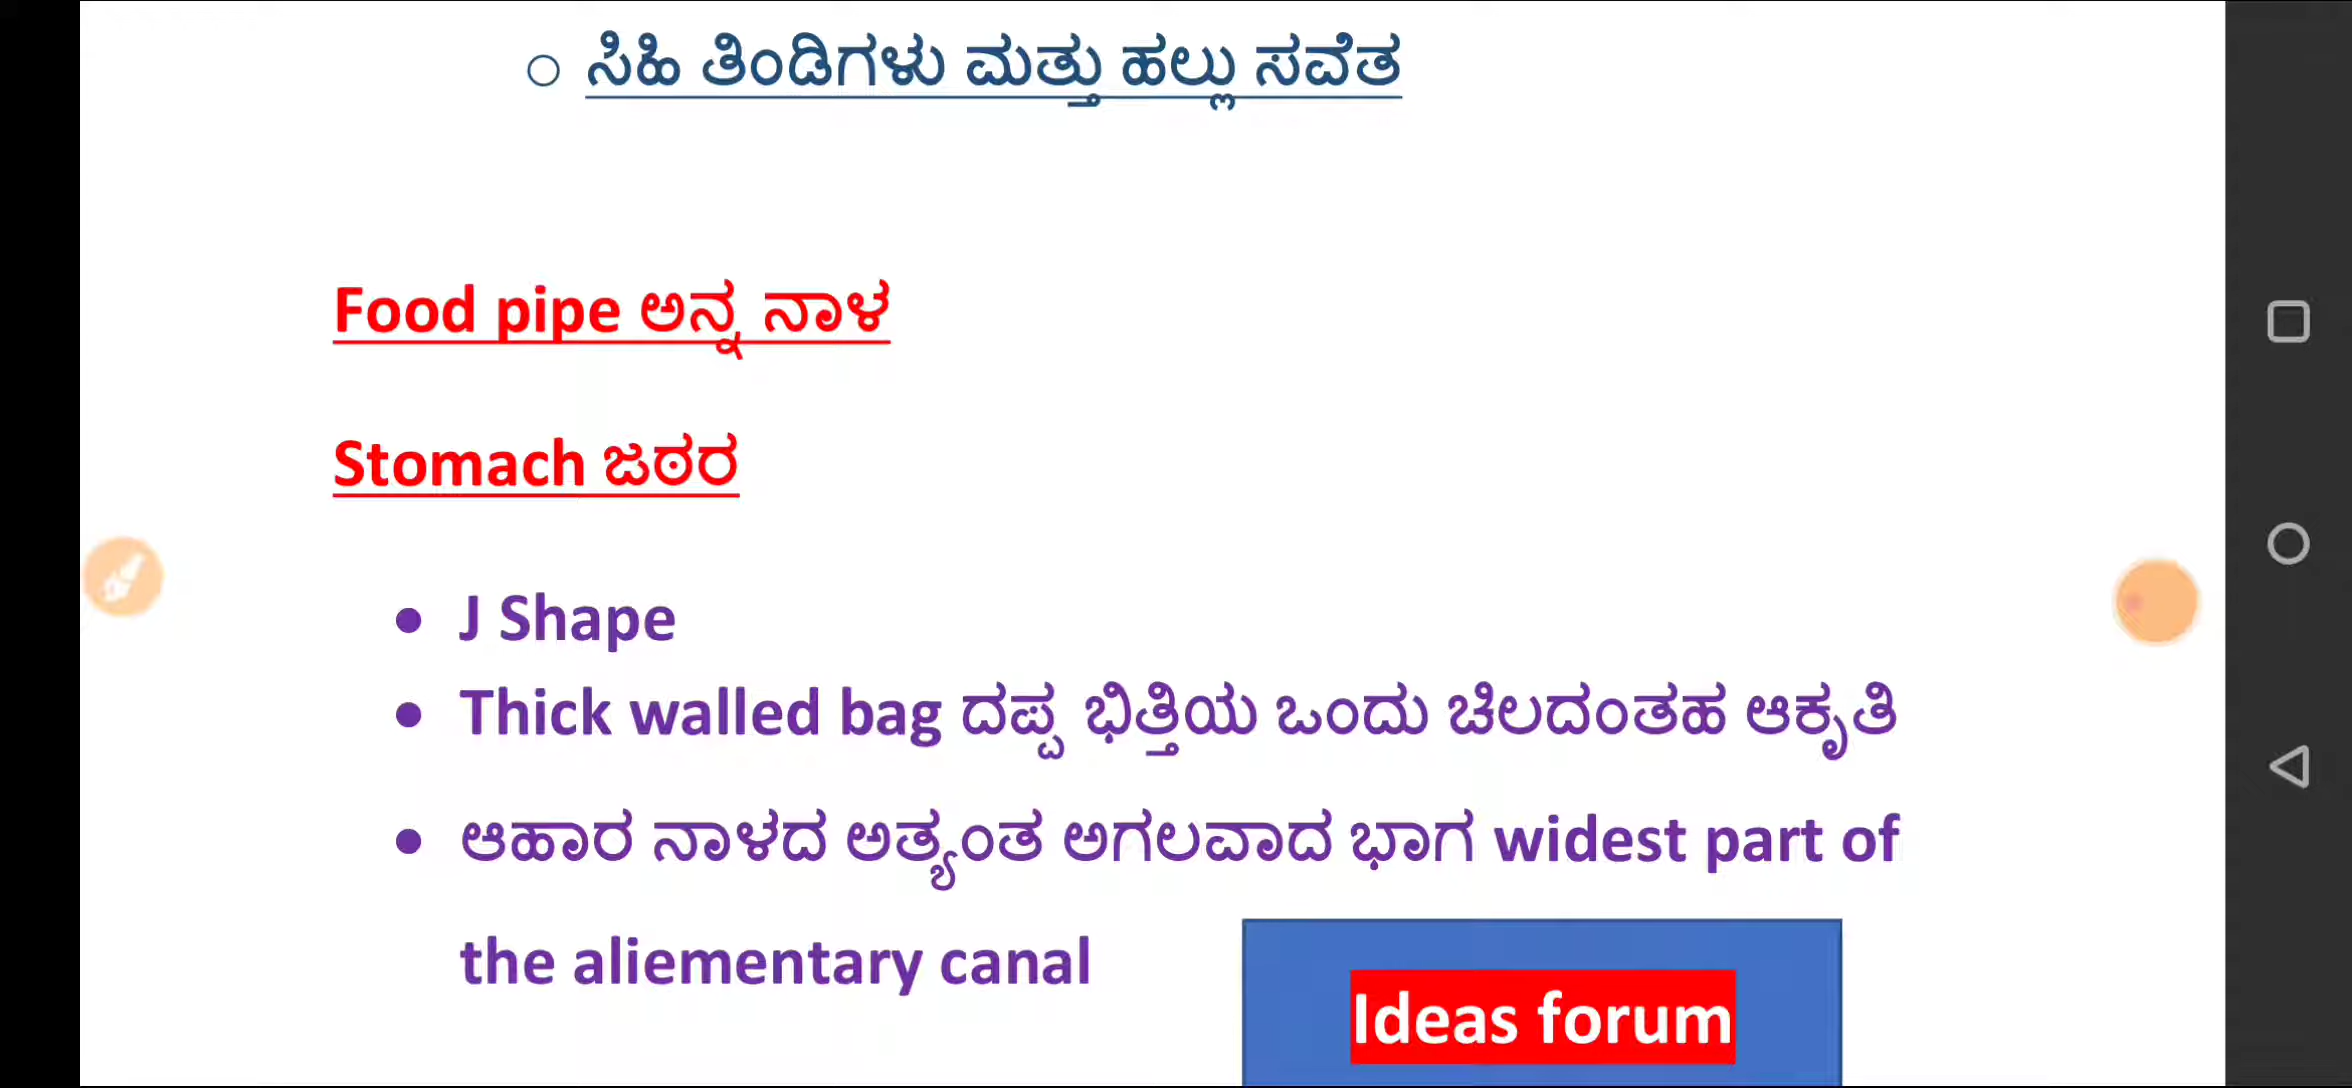 ಸಿಹಿ ತಿಂಡಿಗಳು ಮತ್ತು ಹಲ್ಲು ಸವೆತ
Food pipe ಅನ್ನ ನಾಳ
Stomach ಜಠರ
J Shape
Thick walled bag ದಪ್ಪ ಭಿತ್ತಿಯ ಒಂದು ಚಿಲದಂತಹ ಆಕೃತಿ
ಆಹಾರ ನಾಳದ ಅತ್ಯಂತ ಅಗಲವಾದ ಭಾಗ widest part of
the aliementary canal
Ideas forum